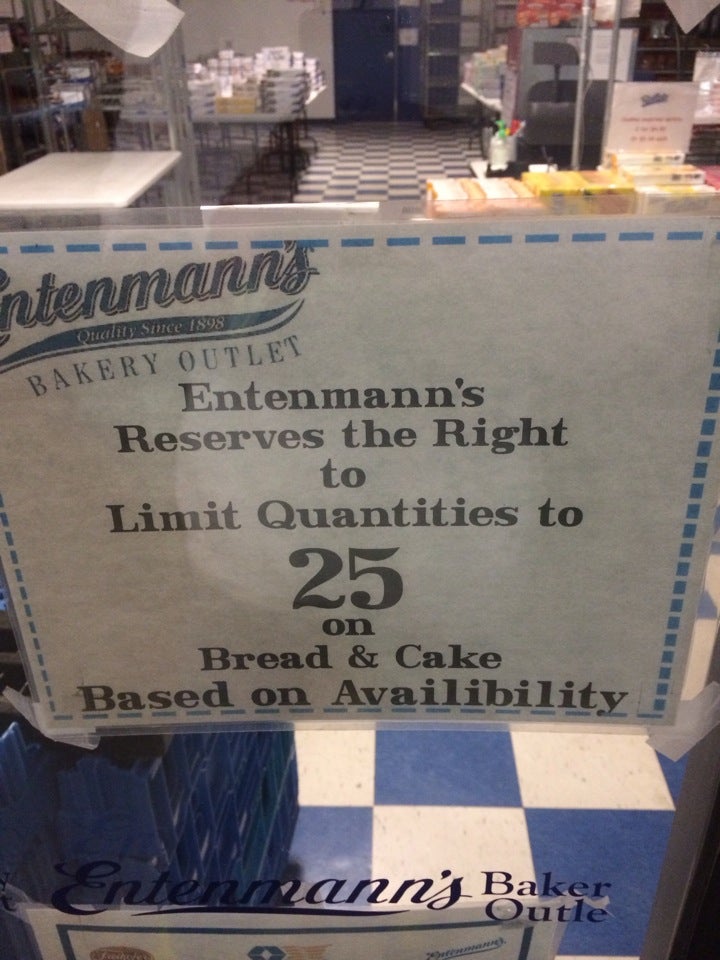 ntenmann's
Quality Since 1898
BAKERY OUTLET
Entenmann's
Reserves the Right
to
Limit Quantities to
25
on
Bread & Cake
Based on Availibility
Entenmann's Baker
Outle
Entenmann's